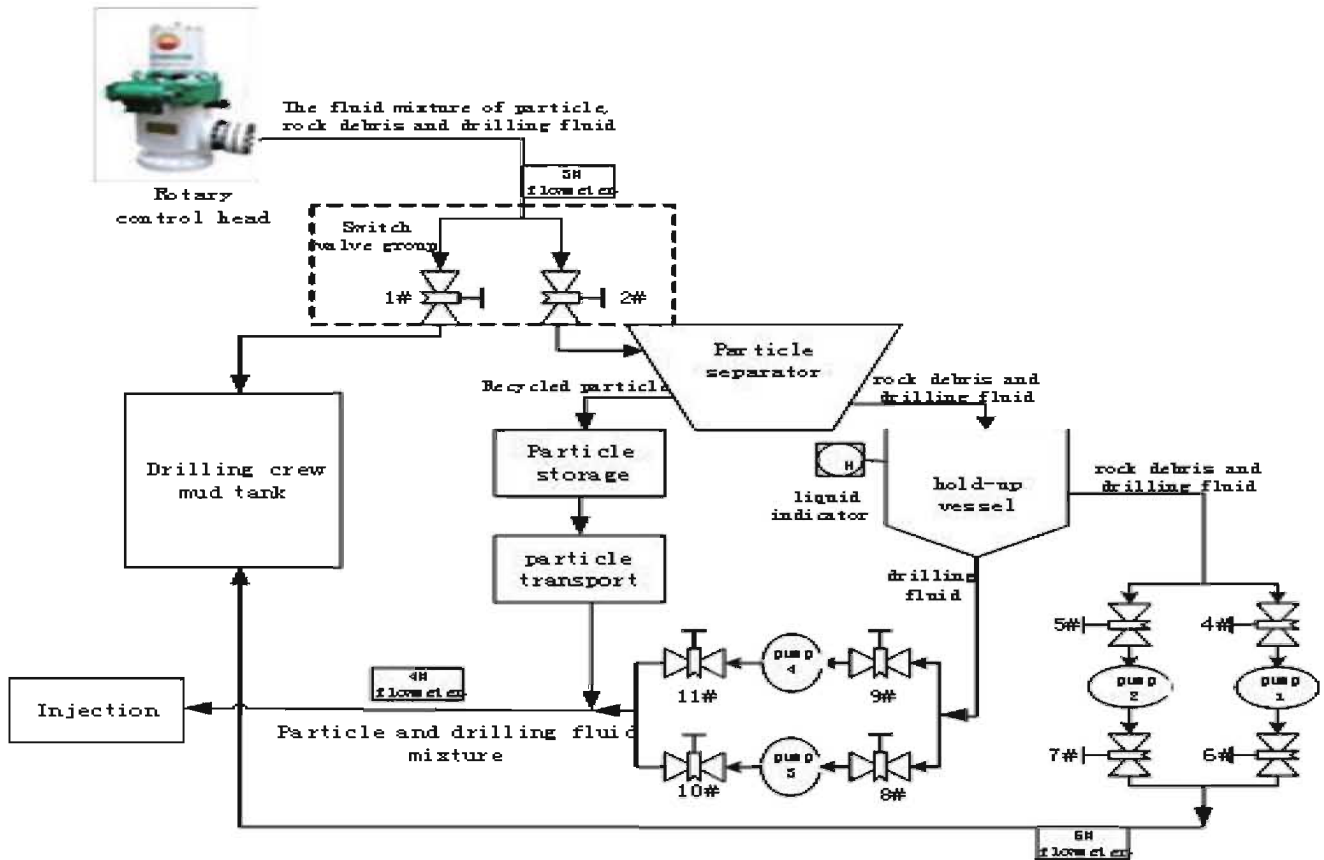 The fluid mixture of particle,
rock debris and drilling fluid
Rotary
control head
5#
flowmeter
Switch
valve group
1#
2#
Particle
separator
Recycled particle
rock debris and
drilling fluid
Particle
storage
Drilling crew
mud tank
H
liquid
indicator
hold-up
vessel
rock debris and
drilling fluid
particle
transport
drilling
fluid
5#
4#
pump
4
11#
9#
pump
2
pump
1
4#
flowmeter
Injection
Particle and drilling fluid
mixture
pump
3
10#
8#
7#
6#
6#
flowmeter